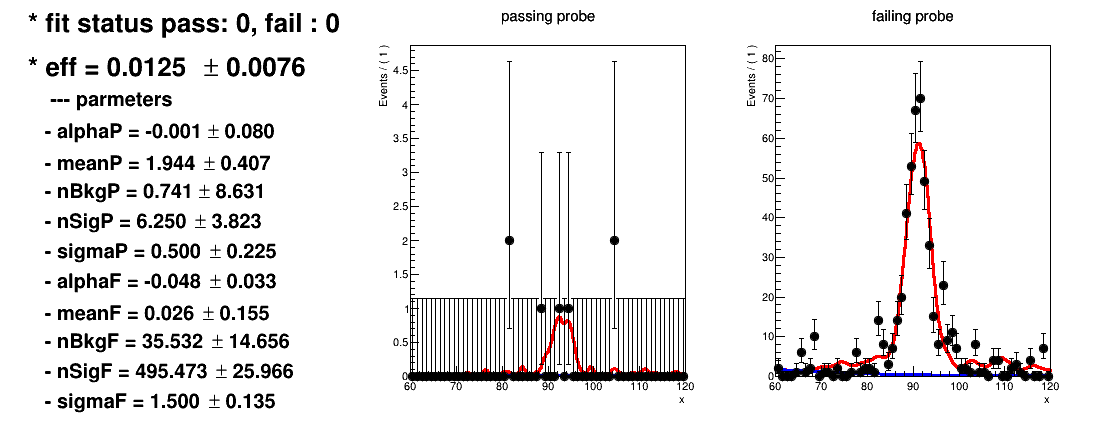 * fit status pass: 0, fail : 0
* eff = 0.0125 ± 0.0076
--- parmeters
- alphaP = -0.001 ± 0.080
- meanP = 1.944 ± 0.407
- nBkgP = 0.741 ± 8.631
- nSigP = 6.250 ± 3.823
- sigmaP = 0.500 ± 0.225
- alphaF = -0.048 ± 0.033
- meanF = 0.026 ± 0.155
- nBkgF = 35.532 ± 14.656
- nSigF = 495.473 ± 25.966
- sigmaF = 1.500 ± 0.135
passing probe
Events / ( 1 )
4.5
4
3.5
3
2.5
2
1.5
1
0.5
0
60 70 80 90 100 110 120
x
failing probe
Events / ( 1 )
80
70
60
50
40
30
20
10
0
60 70 80 90 100 110 120
x